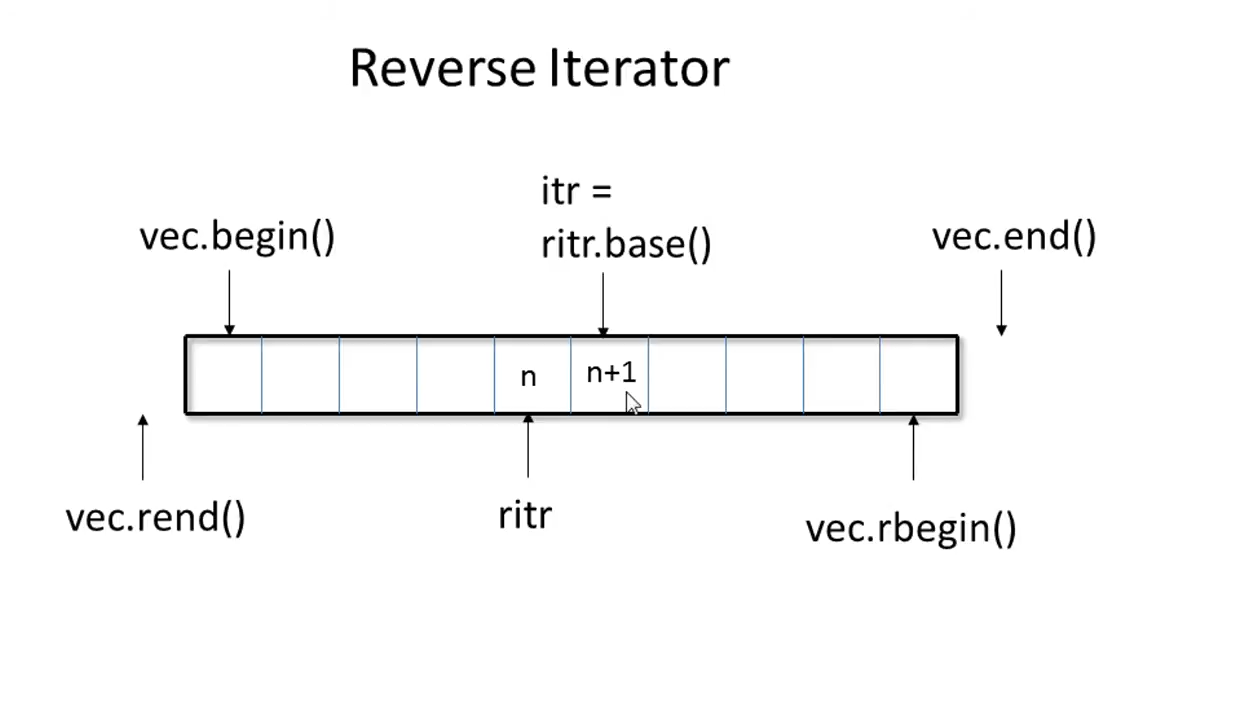 Reverse Iterator
itr =
ritr.base()
vec.begin()
vec.end()
n
n+1
vec.rend()
ritr
vec.rbegin()